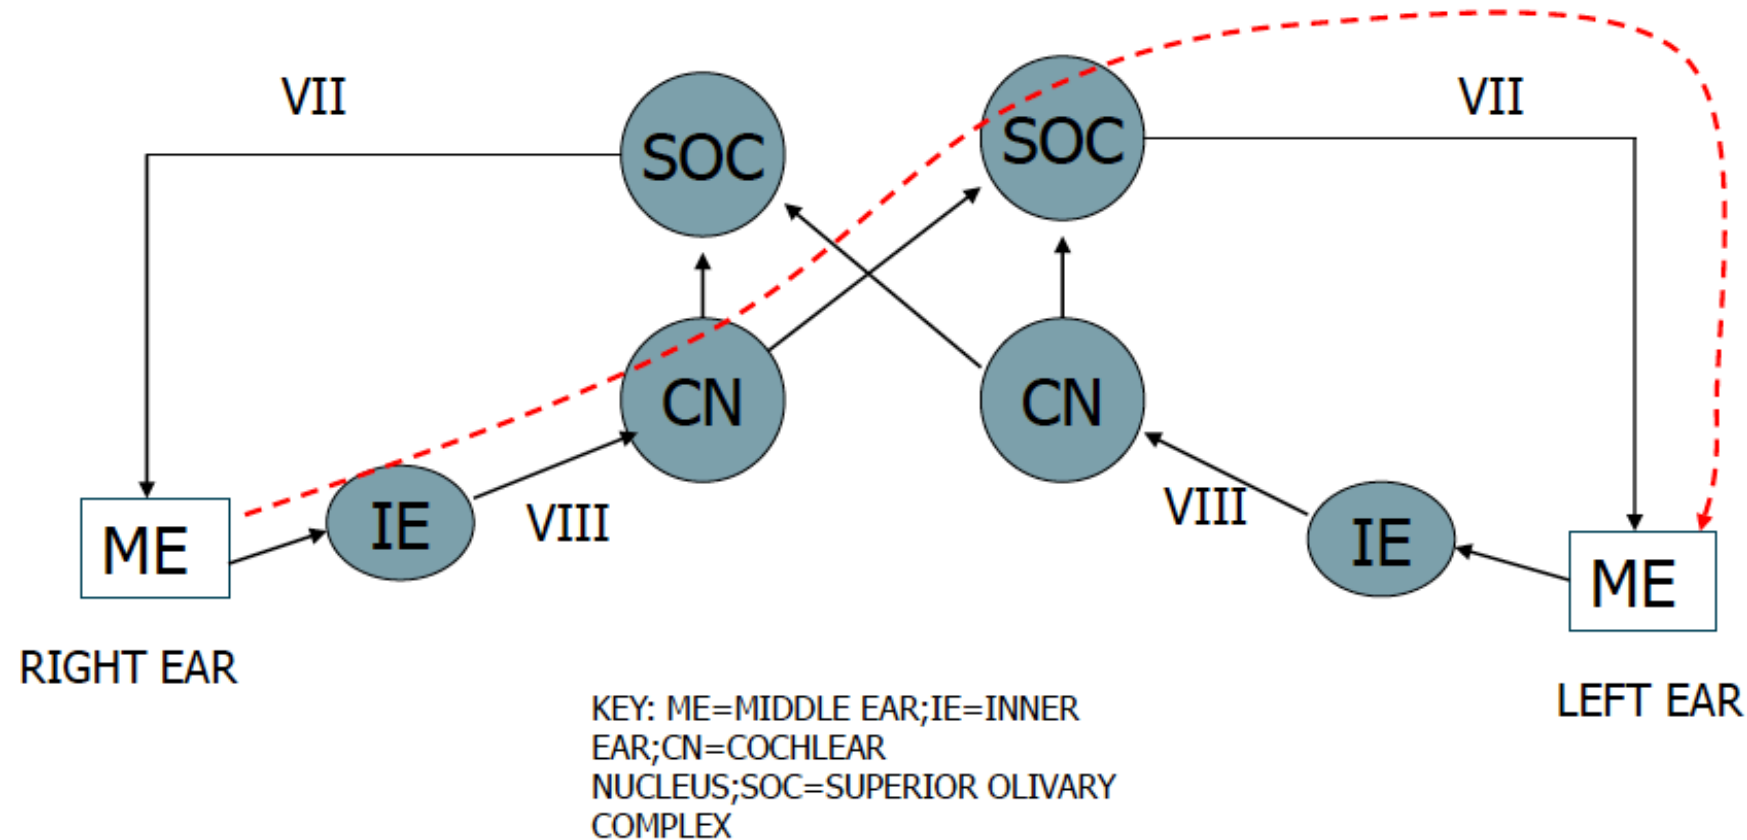 VII
VII
SOC
SOC
CN
CN
IE
VIII
VIII
IE
ME
ME
RIGHT EAR
LEFT EAR
KEY: ME=MIDDLE EAR;IE=INNER
EAR;CN=COCHLEAR
NUCLEUS;SOC=SUPERIOR OLIVARY
COMPLEX